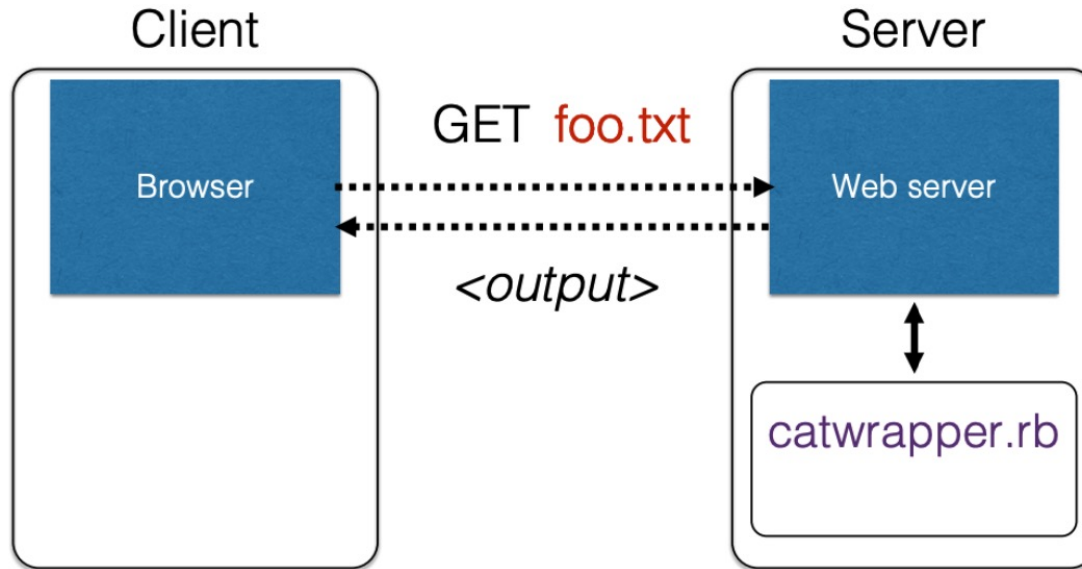 Client
Server
GET foo.txt
Browser
Web server
<output>
catwrapper.rb